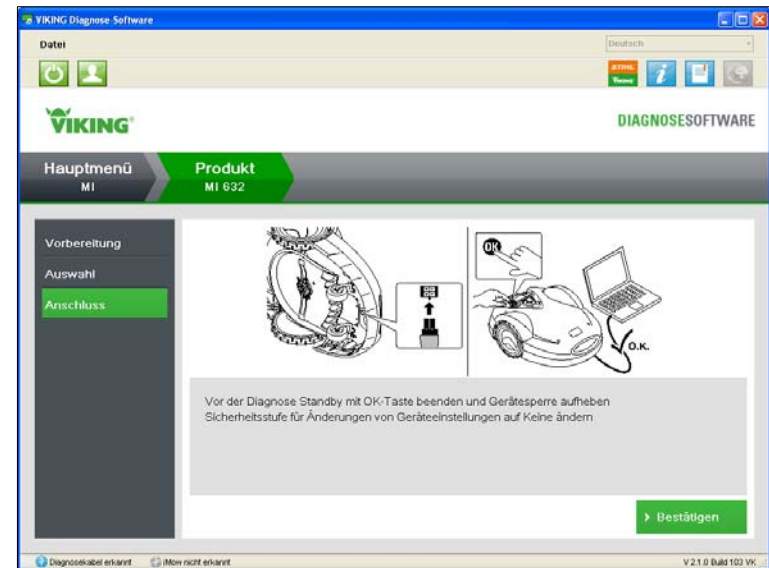 VIKING Diagnose-Software
Datei
Deutsch
STIHL
VIKING
VIKING
DIAGNOSESOFTWARE
Hauptmenü
MI
Produkt
MI 632
Vorbereitung
Auswahl
Anschluss
OK
O.K.
Vor der Diagnose Standby mit OK-Taste beenden und Gerätesperre aufheben
Sicherheitsstufe für Änderungen von Geräteeinstellungen auf Keine ändern
> Bestätigen
Diagnosekabel erkannt
iMow nicht erkannt
V 2.1.0 Build 103 VK